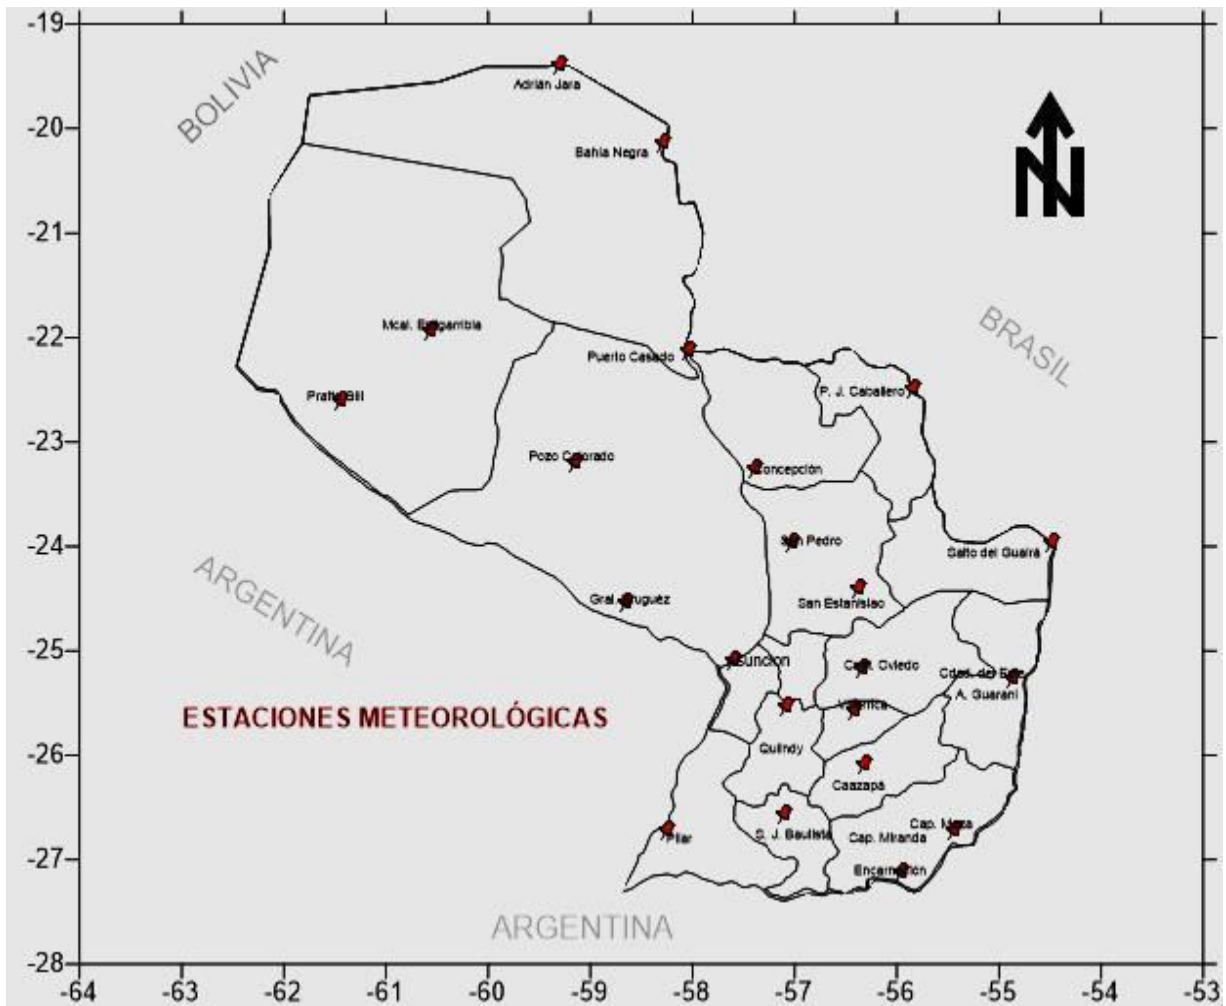 -19
BOLIVIA
Adrián Jara
-20
Bahía Negra
N
-21
-22
Mcal. Estigarribia
Puerto Casado
BRASIL
P. J. Caballero
Pratts Gill
-23
Pozo Colorado
Concepción
-24
San Pedro
Salto del Guairá
ARGENTINA
Gral. Bruguéz
San Estanislao
-25
Asunción
Cnel. Oviedo
Cdad. del Este
A. Guaraní
ESTACIONES METEOROLÓGICAS
Villarrica
-26
Quiindy
Caazapá
Cap. Meza
S. J. Bautista
Cap. Miranda
Pilar
-27
Encarnación
ARGENTINA
-28
-64 -63 -62 -61 -60 -59 -58 -57 -56 -55 -54 -53